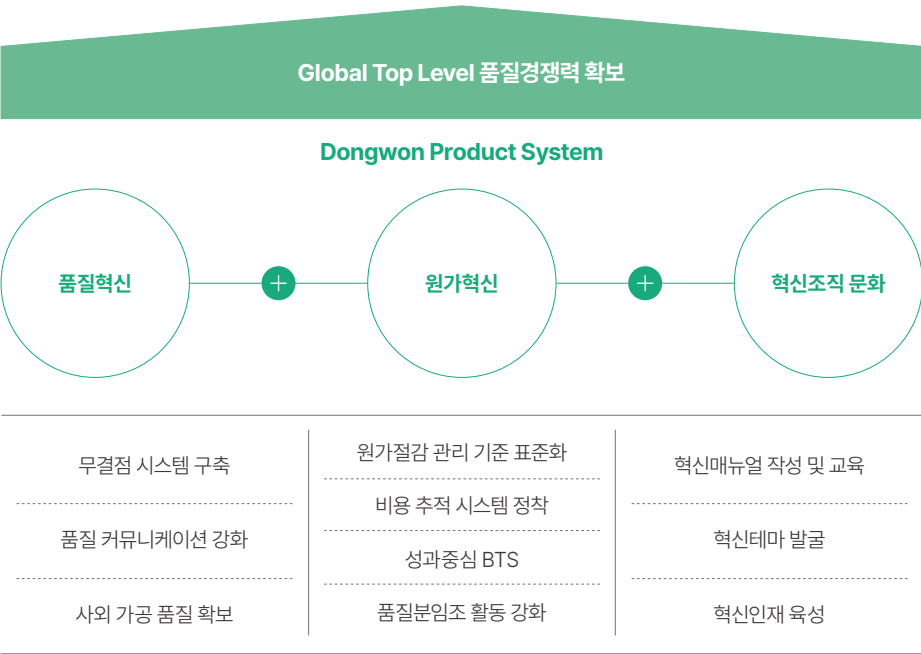 Global Top Level 품질경쟁력 확보
Dongwon Product System
품질혁신
원가혁신
혁신조직 문화
무결점 시스템 구축
품질 커뮤니케이션 강화
사외 가공 품질 확보
원가절감 관리 기준 표준화
비용 추적 시스템 정착
성과중심 BTS
품질분임조 활동 강화
혁신매뉴얼 작성 및 교육
혁신테마 발굴
혁신인재 육성